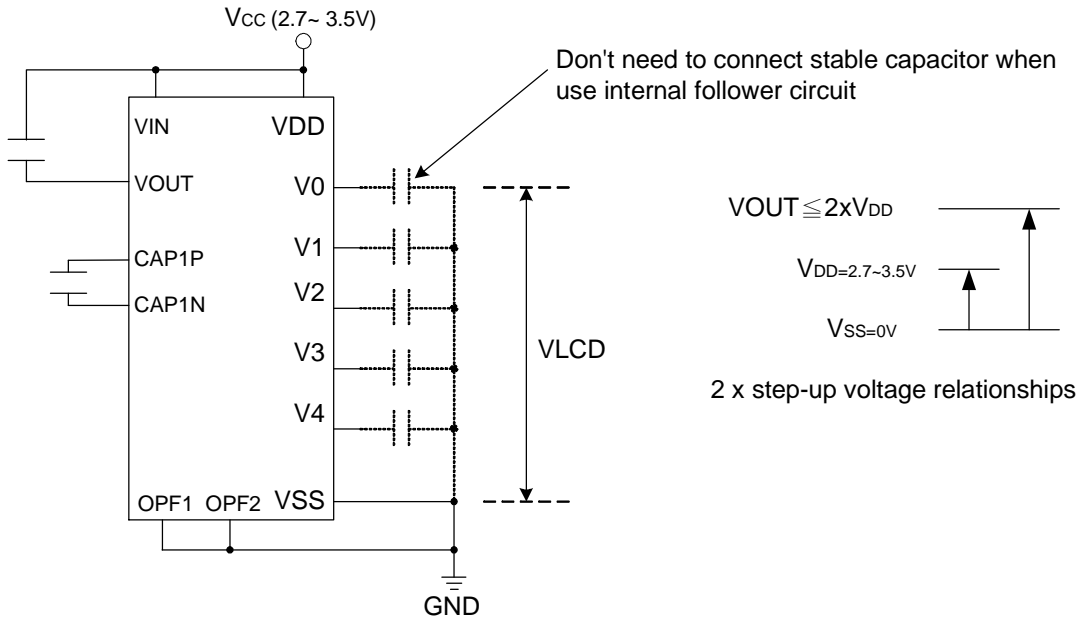 VCC (2.7~ 3.5V)
Don't need to connect stable capacitor when
use internal follower circuit
VIN
VDD
VOUT
V0
CAP1P
V1
CAP1N
V2
V3
V4
OPF1
OPF2
VSS
GND
VLCD
VOUT≦2xVDD
VDD=2.7~3.5V
VSS=0V
2 x step-up voltage relationships